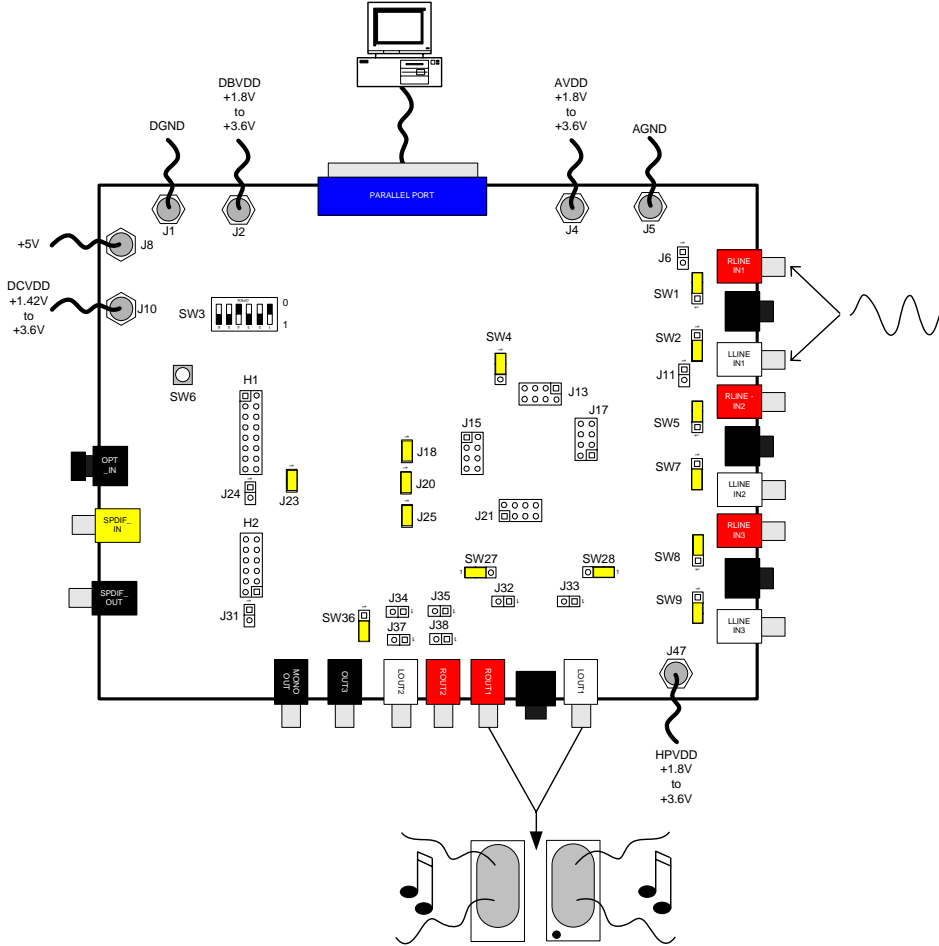 DBVDD
+1.8V
to
+3.6V
AVDD
+1.8V
to
+3.6V
DGND
AGND
PARALLEL PORT
J1
J2
J4
J5
+5V
J8
J6
RLINE
IN1
DCVDD
+1.42V
to
+3.6V
J10
SW3
0
1
SW1
SW2
LLINE
IN1
SW4
J11
SW6
H1
J13
RLINE -
IN2
J15
J17
SW5
OPT
_IN
J18
SW7
J24
J23
J20
LLINE
IN2
SPDIF_
IN
H2
J25
J21
RLINE
IN3
SW27
SW28
SW8
SPDIF_
OUT
J31
SW36
J34
J35
J32
J33
SW9
J37
J38
LLINE
IN3
J47
MONO
OUT
OUT3
LOUT2
ROUT2
ROUT1
LOUT1
HPVDD
+1.8V
to
+3.6V